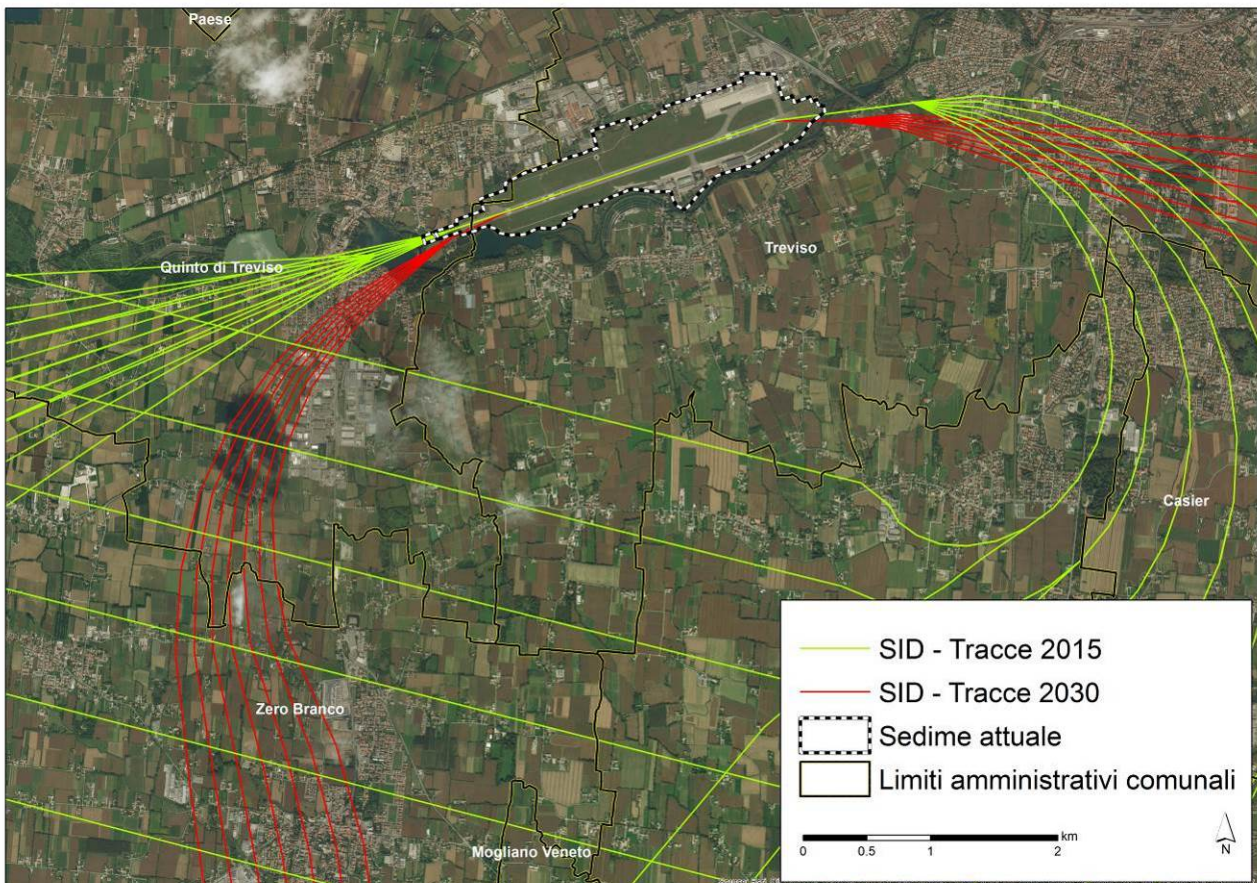 Paese
Quinto di Treviso
Treviso
Casier
Zero Branco
Mogliano Veneto
SID - Tracce 2015
SID - Tracce 2030
Sedime attuale
Limiti amministrativi comunali
km
0 0.5 1 2
N